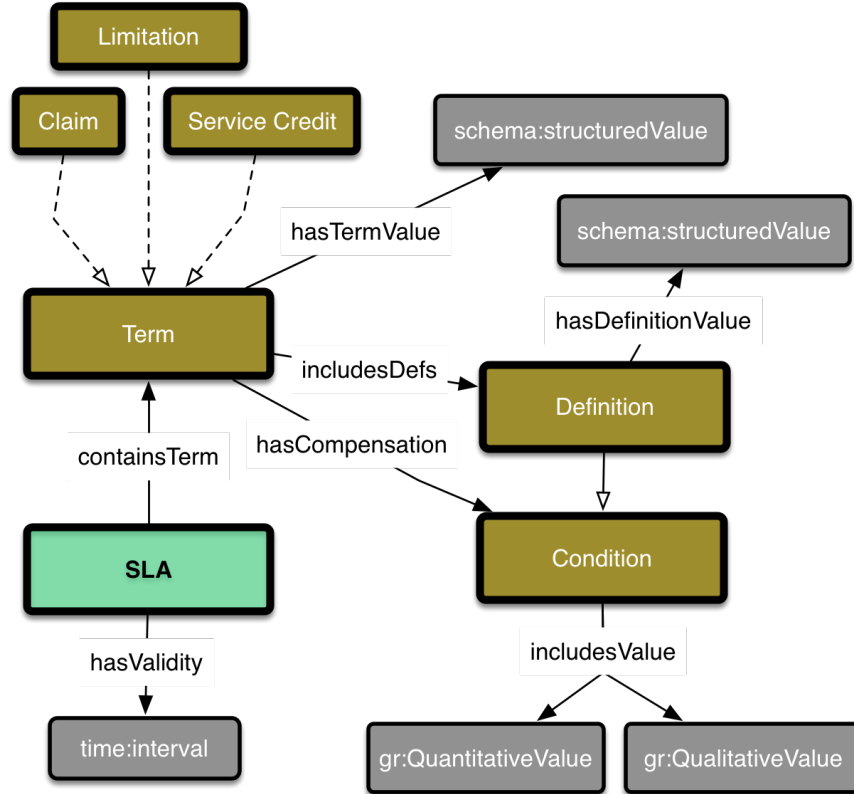 Limitation
Claim
Service Credit
schema:structuredValue
schema:structuredValue
hasTermValue
Term
hasDefinitionValue
includesDefs
Definition
hasCompensation
containsTerm
SLA
Condition
hasValidity
includesValue
time:interval
gr:QuantitativeValue
gr:QualitativeValue